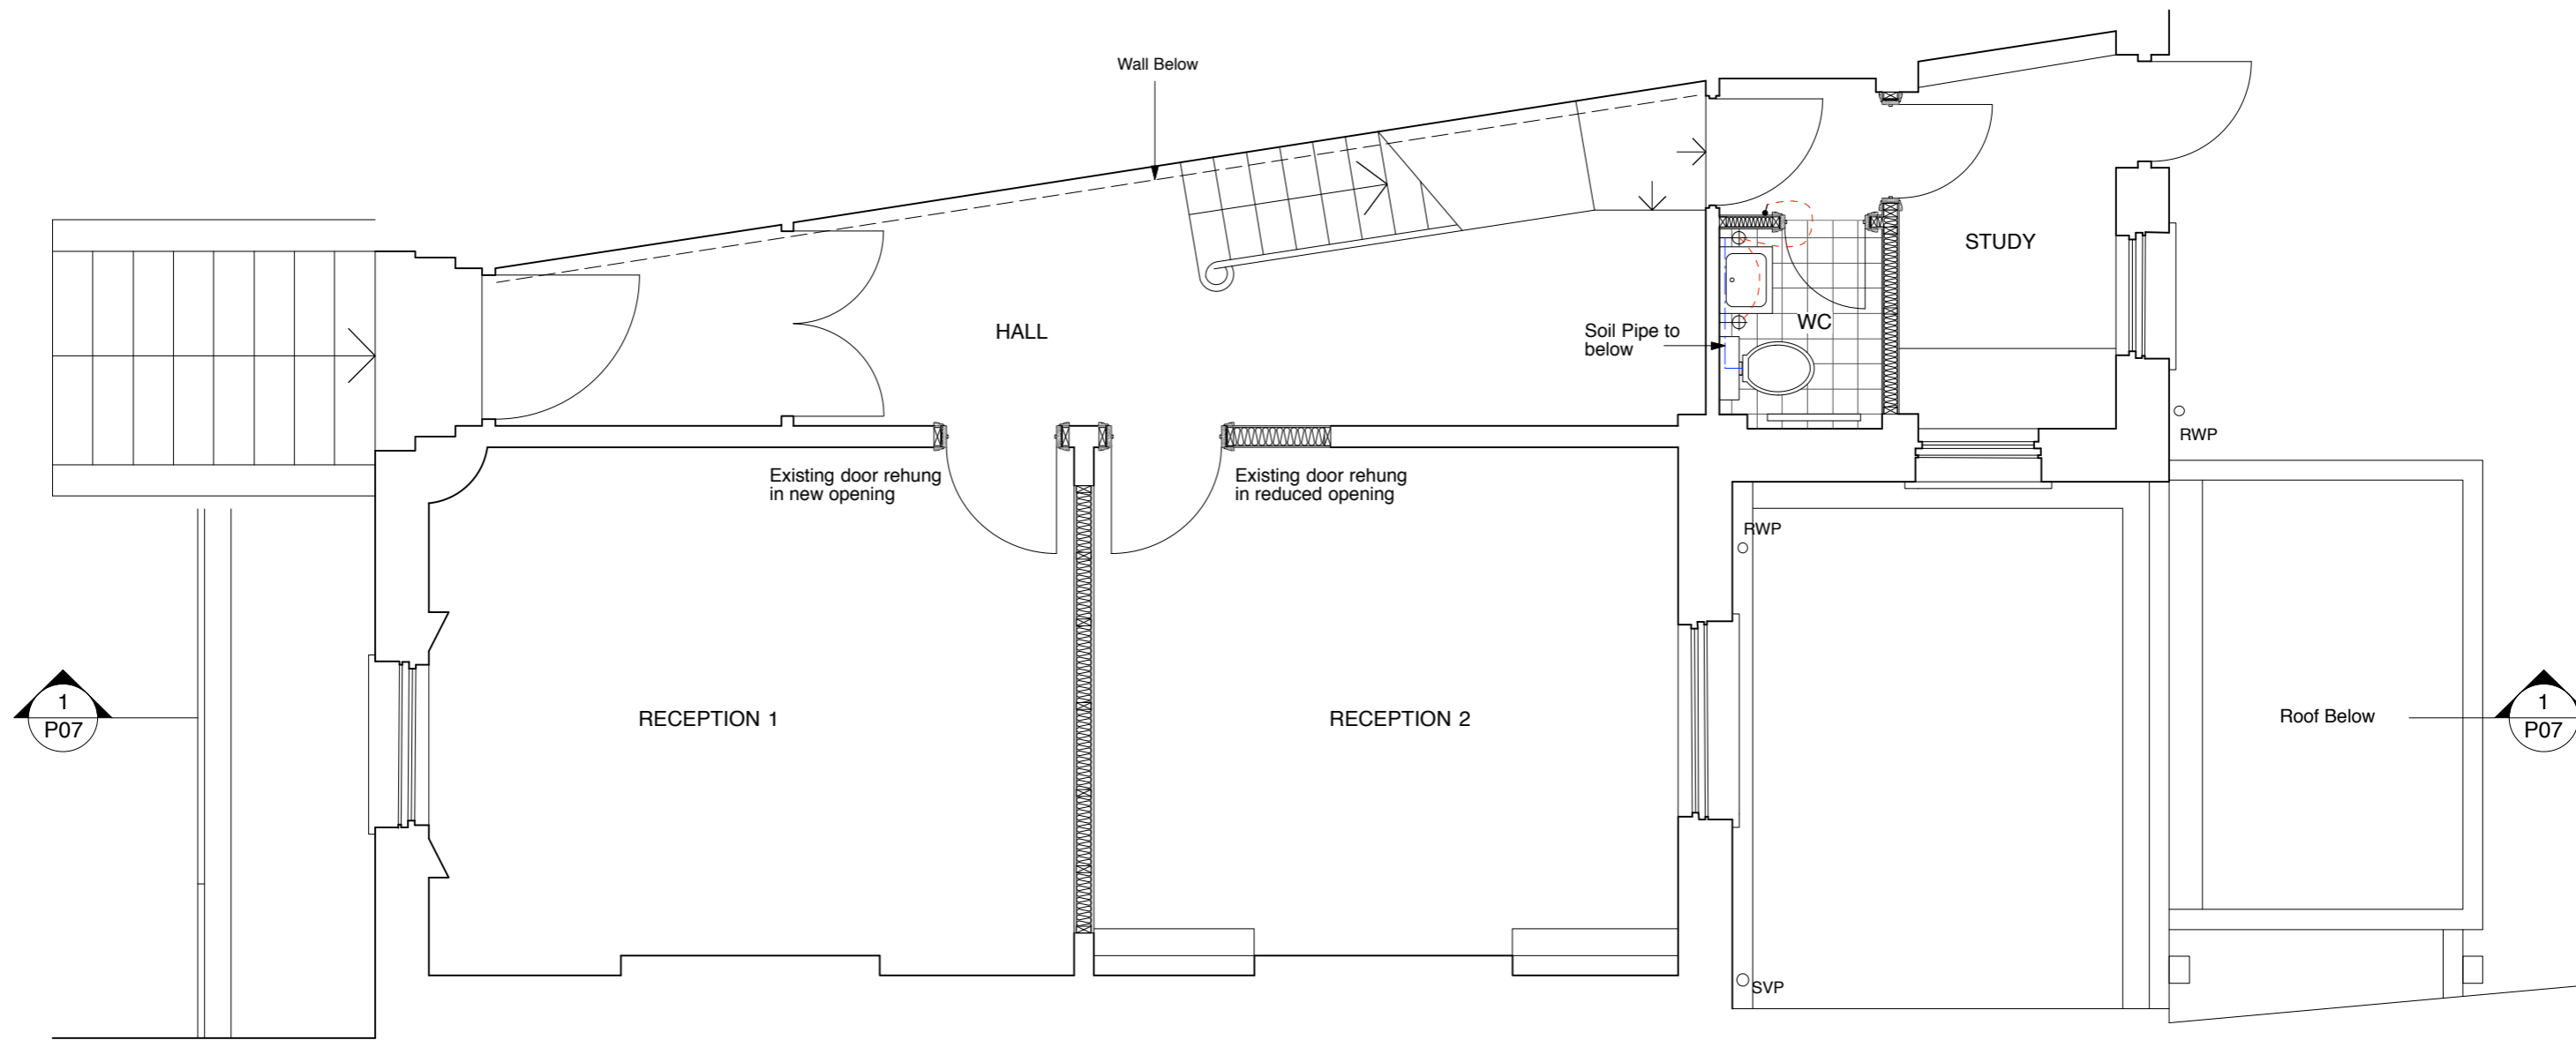 Wall Below
STUDY
HALL
WC
Soil Pipe to
below
RWP
Existing door rehung
in new opening
Existing door rehung
in reduced opening
RWP
1
P07
RECEPTION 1
RECEPTION 2
Roof Below
1
P07
SVP